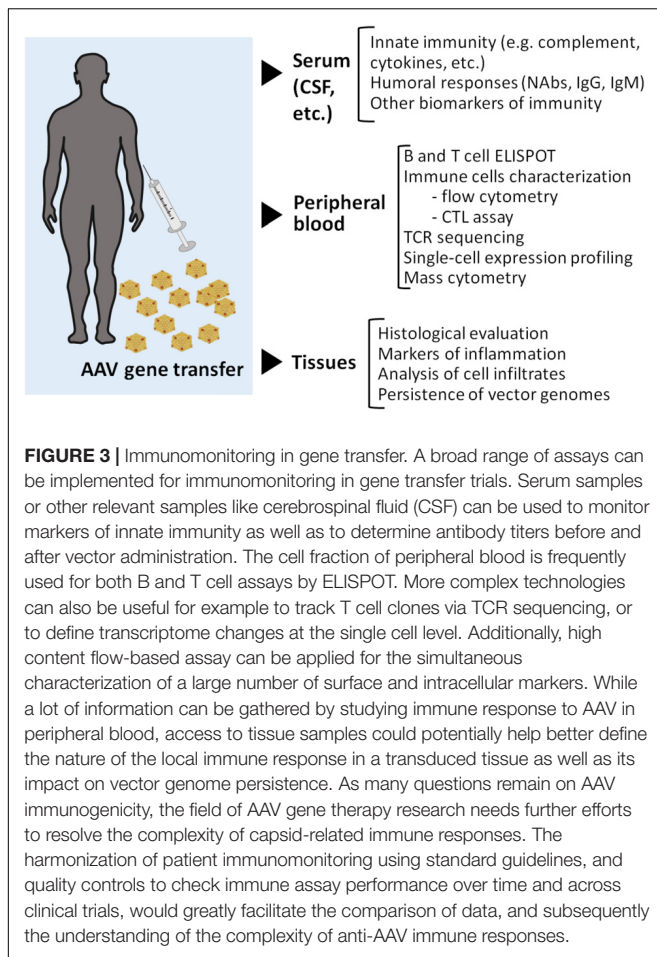 Serum
(CSF,
etc.)
Innate immunity (e.g. complement,
cytokines, etc.)
Humoral responses (NAbs, IgG, IgM)
Other biomarkers of immunity
Peripheral
blood
B and T cell ELISPOT
Immune cells characterization
- flow cytometry
- CTL assay
TCR sequencing
Single-cell expression profiling
Mass cytometry
AAV gene transfer
Tissues
Histological evaluation
Markers of inflammation
Analysis of cell infiltrates
Persistence of vector genomes
FIGURE 3 | Immunomonitoring in gene transfer. A broad range of assays can
be implemented for immunomonitoring in gene transfer trials. Serum samples
or other relevant samples like cerebrospinal fluid (CSF) can be used to monitor
markers of innate immunity as well as to determine antibody titers before and
after vector administration. The cell fraction of peripheral blood is frequently
used for both B and T cell assays by ELISPOT. More complex technologies
can also be useful for example to track T cell clones via TCR sequencing, or
to define transcriptome changes at the single cell level. Additionally, high
content flow-based assay can be applied for the simultaneous
characterization of a large number of surface and intracellular markers. While
a lot of information can be gathered by studying immune response to AAV in
peripheral blood, access to tissue samples could potentially help better define
the nature of the local immune response in a transduced tissue as well as its
impact on vector genome persistence. As many questions remain on AAV
immunogenicity, the field of AAV gene therapy research needs further efforts
to resolve the complexity of capsid-related immune responses. The
harmonization of patient immunomonitoring using standard guidelines, and
quality controls to check immune assay performance over time and across
clinical trials, would greatly facilitate the comparison of data, and subsequently
the understanding of the complexity of anti-AAV immune responses.